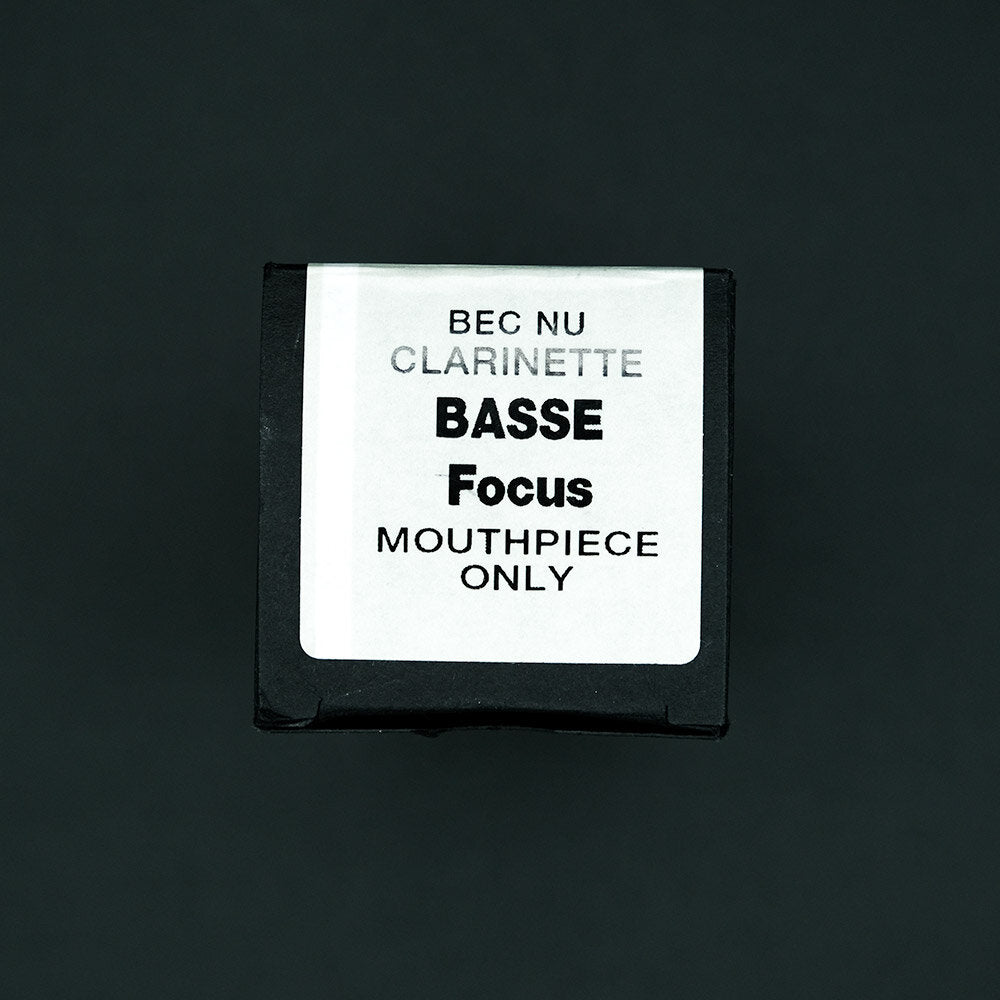 BEC NU
CLARINETTE
BASSE
Focus
MOUTHPIECE
ONLY